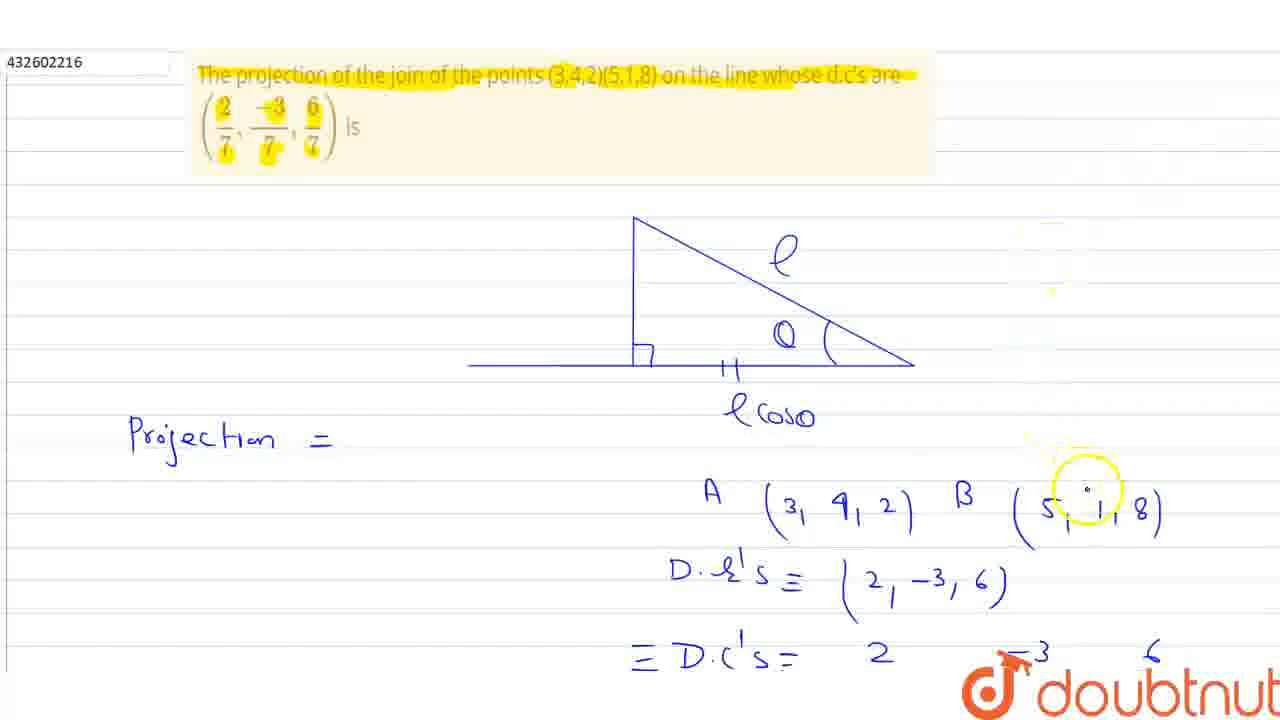 432602216
The projection of the join of the points (3,4,2)(5,1,8) on the line whose d.c's are
(2/7, -3/7, 6/7) is
l
θ
l cosθ
Projection =
A (3, 4, 2) B (5, 1, 8)
D.r's ≡ (2, -3, 6)
≡ D.c's = 2 -3 6
doubtnut